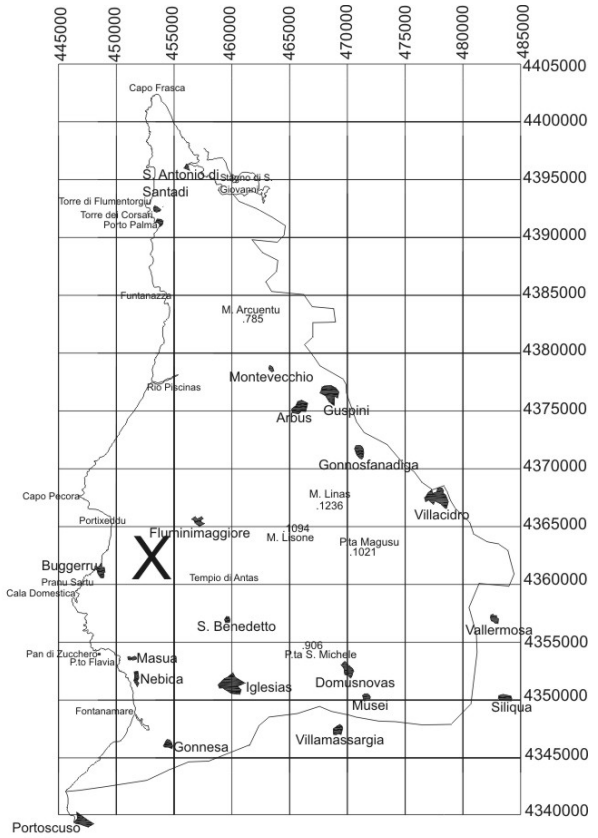 445000
450000
455000
460000
465000
470000
475000
480000
485000
4405000
Capo Frasca
4400000
S. Antonio di
Santadi
Stagno di S.
Giovanni
4395000
Torre di Flumentorgiu
Torre dei Corsari
Porto Palma
4390000
Funtanazza
4385000
M. Arcuentu
.785
4380000
Montevecchio
Rio Piscinas
Guspini
Arbus
4375000
Gonnosfanadiga
4370000
Capo Pecora
M. Linas
.1236
Villacidro
Portixeddu
Fluminimaggiore
.1094
M. Lisone
4365000
P.ta Magusu
.1021
X
Buggerru
Pranu Sartu
Cala Domestica
Tempio di Antas
4360000
S. Benedetto
Vallermosa
4355000
.906
P.ta S. Michele
Pan di Zucchero
P.to Flavia
Masua
Nebida
Iglesias
Domusnovas
Musei
Siliqua
4350000
Fontanamare
Gonnesa
Villamassargia
4345000
4340000
Portoscuso